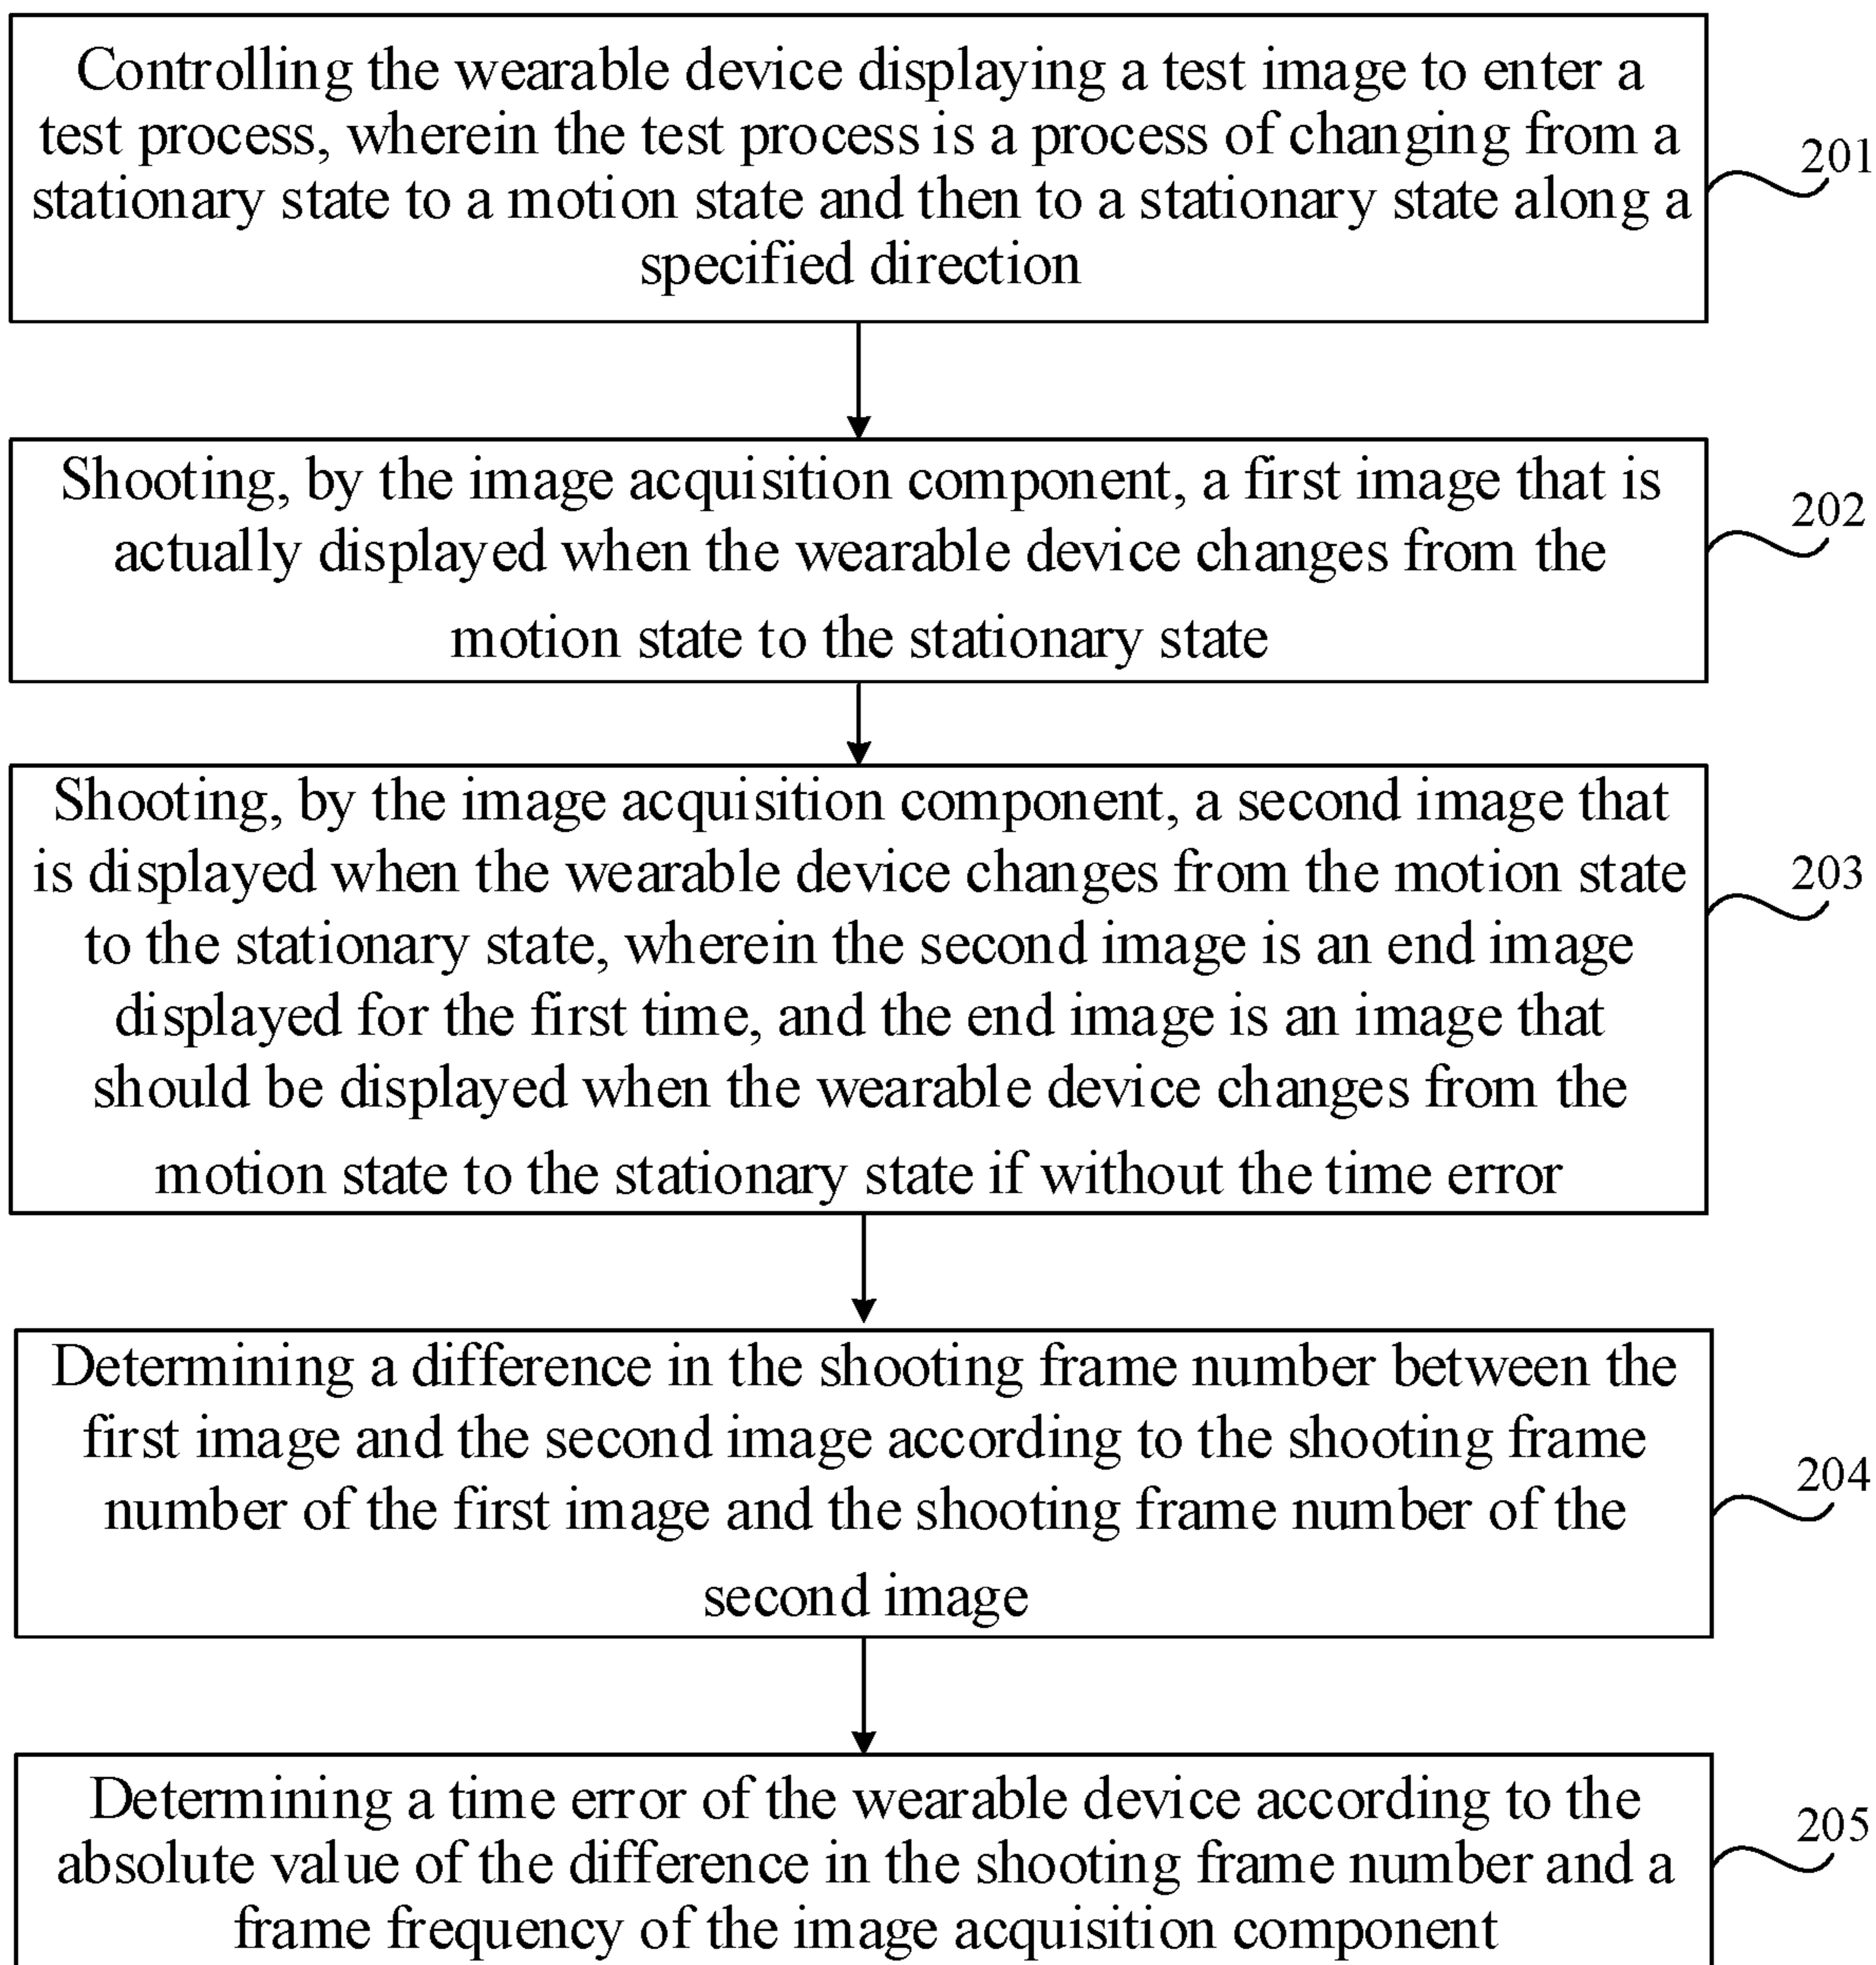 Controlling the wearable device displaying a test image to enter a
test process, wherein the test process is a process of changing from a
stationary state to a motion state and then to a stationary state along a
specified direction
201
Shooting, by the image acquisition component, a first image that is
actually displayed when the wearable device changes from the
motion state to the stationary state
202
Shooting, by the image acquisition component, a second image that
is displayed when the wearable device changes from the motion state
to the stationary state, wherein the second image is an end image
displayed for the first time, and the end image is an image that
should be displayed when the wearable device changes from the
motion state to the stationary state if without the time error
203
Determining a difference in the shooting frame number between the
first image and the second image according to the shooting frame
number of the first image and the shooting frame number of the
second image
204
Determining a time error of the wearable device according to the
absolute value of the difference in the shooting frame number and a
frame frequency of the image acquisition component
205